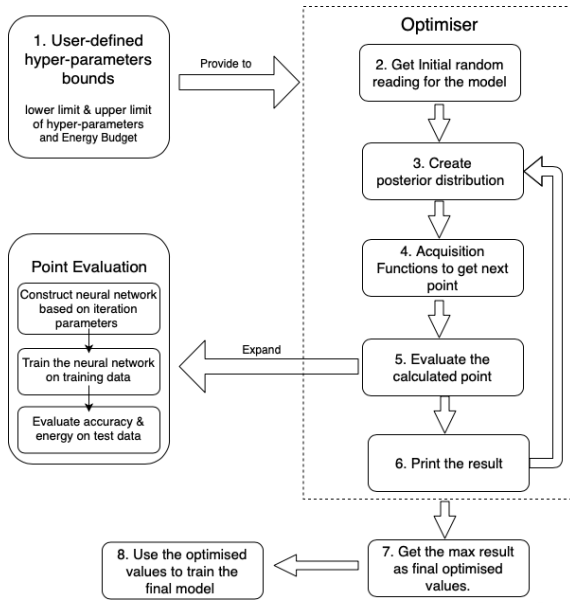 1. User-defined
hyper-parameters
bounds
lower limit & upper limit
of hyper-parameters
and Energy Budget
Provide to
Optimiser
2. Get Initial random
reading for the model
3. Create
posterior distribution
4. Acquisition
Functions to get next
point
5. Evaluate the
calculated point
6. Print the result
Expand
Point Evaluation
Construct neural network
based on iteration
parameters
Train the neural network
on training data
Evaluate accuracy &
energy on test data
7. Get the max result
as final optimised
values.
8. Use the optimised
values to train the
final model